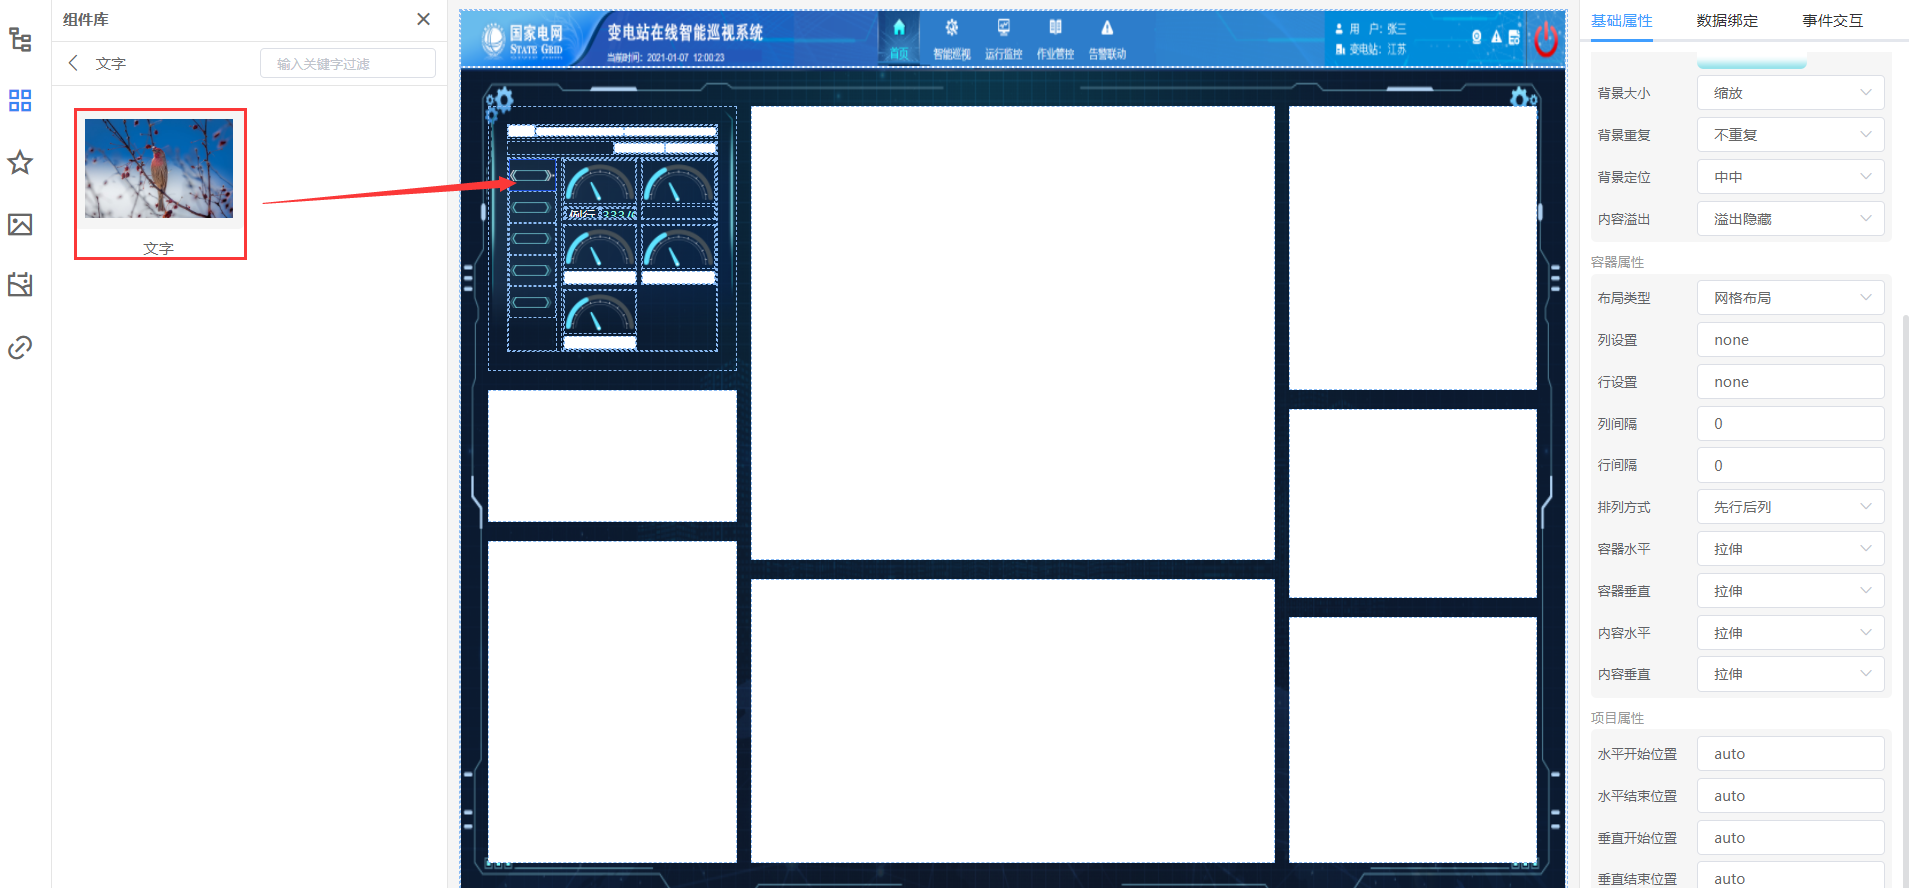 组件库
文字
输入关键字过滤
文字
国家电网
STATE GRID
变电站在线智能巡视系统
当前时间: 2021-01-07 12:00:23
首页
智能巡视
运行监控
作业管控
告警联动
用 户: 张三
变电站: 江苏
例行
基础属性
数据绑定
事件交互
背景大小
缩放
背景重复
不重复
背景定位
中中
内容溢出
溢出隐藏
容器属性
布局类型
网格布局
列设置
none
行设置
none
列间隔
0
行间隔
0
排列方式
先行后列
容器水平
拉伸
容器垂直
拉伸
内容水平
拉伸
内容垂直
拉伸
项目属性
水平开始位置
auto
水平结束位置
auto
垂直开始位置
auto
垂直结束位置
auto